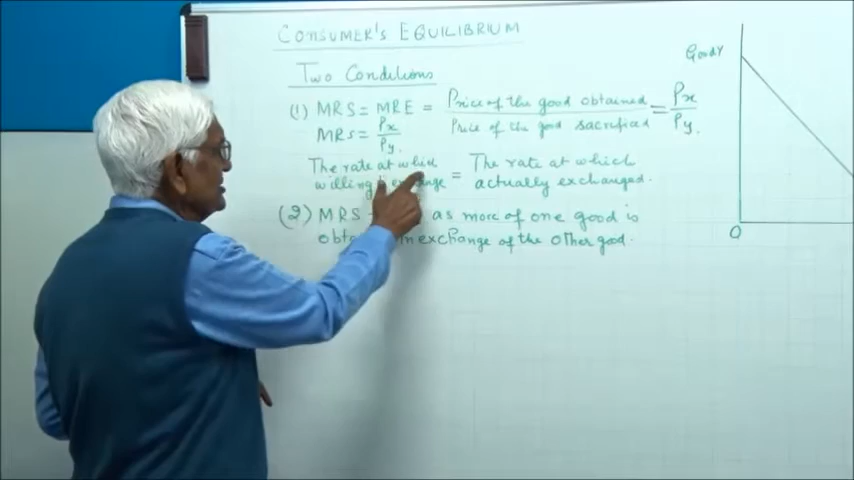 CONSUMER'S EQUILIBRIUM
Two Conditions
(1) MRS = MRE = Price of the good obtained / Price of the good sacrificed = Px / Py.
MRS = Px / Py.
The rate at which = The rate at which
willing exchange actually exchanged.
(2) MRS as more of one good is
in exchange of the other good.
Good Y
O